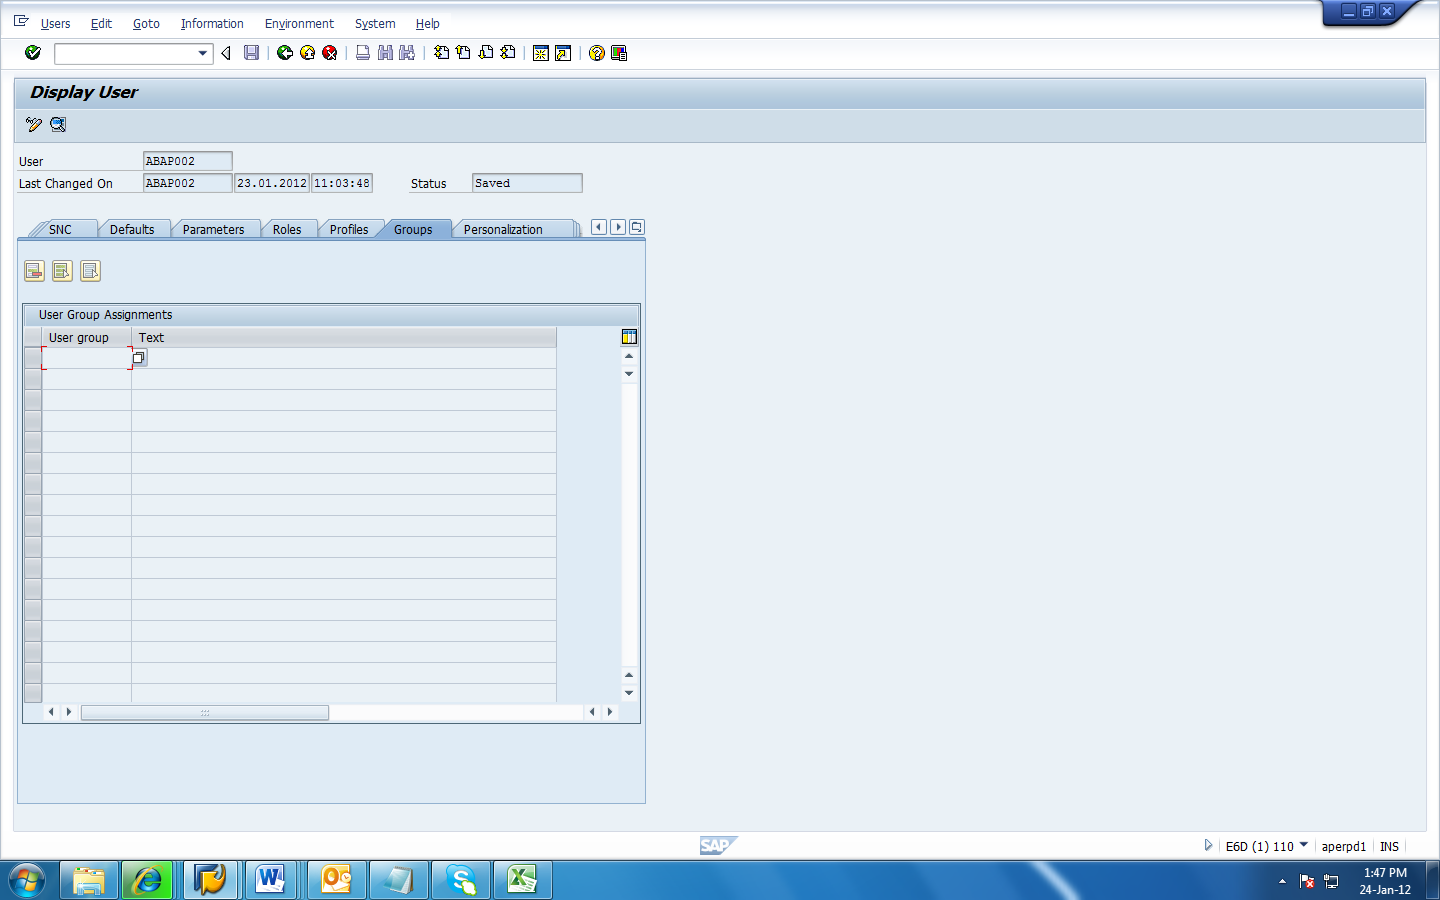 Users Edit Goto Information Environment System Help
Display User
User ABAP002
Last Changed On ABAP002 23.01.2012 11:03:48 Status Saved
SNC Defaults Parameters Roles Profiles Groups Personalization
User Group Assignments
User group Text
SAP
E6D (1) 110 aperpd1 INS
1:47 PM
24-Jan-12